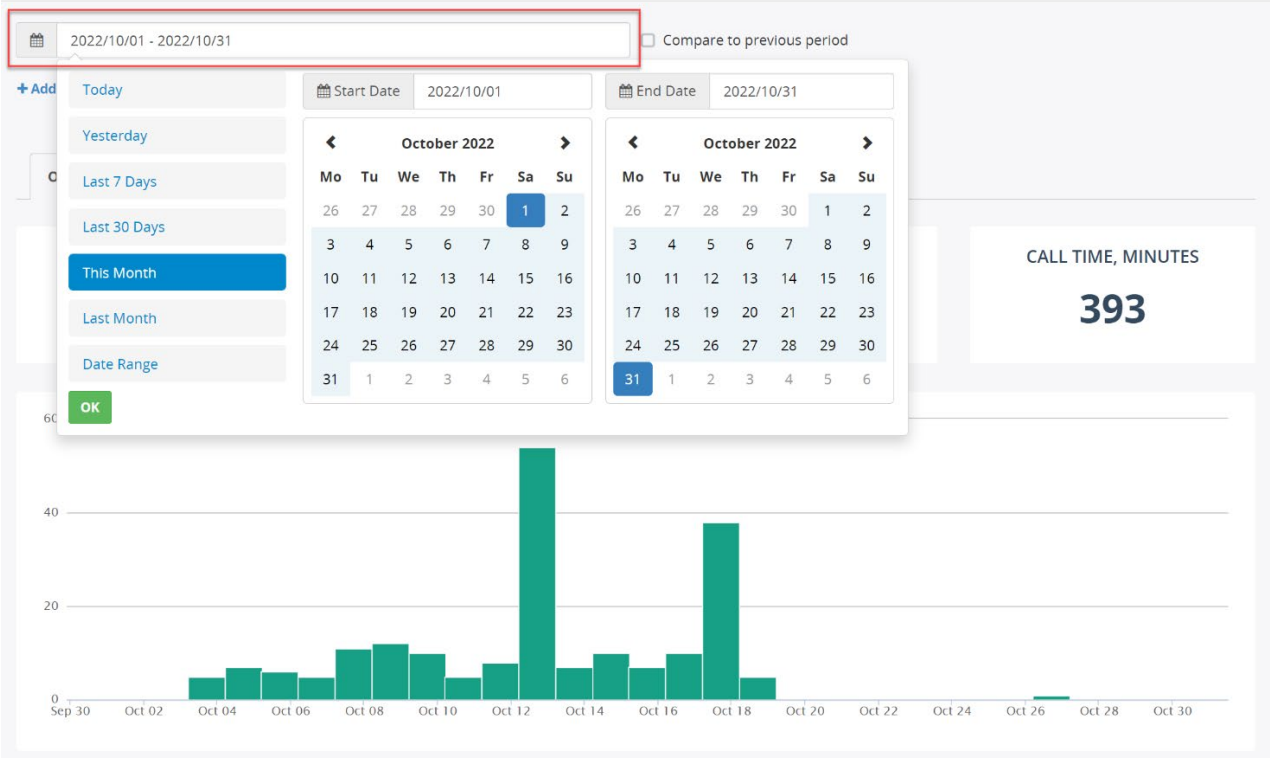 2022/10/01 - 2022/10/31
Compare to previous period
+ Add
Today
Yesterday
Last 7 Days
Last 30 Days
This Month
Last Month
Date Range
OK
Start Date 2022/10/01
October 2022
Mo Tu We Th Fr Sa Su
26 27 28 29 30 1 2
3 4 5 6 7 8 9
10 11 12 13 14 15 16
17 18 19 20 21 22 23
24 25 26 27 28 29 30
31 1 2 3 4 5 6
End Date 2022/10/31
October 2022
Mo Tu We Th Fr Sa Su
26 27 28 29 30 1 2
3 4 5 6 7 8 9
10 11 12 13 14 15 16
17 18 19 20 21 22 23
24 25 26 27 28 29 30
31 1 2 3 4 5 6
CALL TIME, MINUTES
393
60
40
20
0
Sep 30 Oct 02 Oct 04 Oct 06 Oct 08 Oct 10 Oct 12 Oct 14 Oct 16 Oct 18 Oct 20 Oct 22 Oct 24 Oct 26 Oct 28 Oct 30